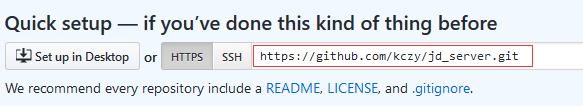 Quick setup — if you’ve done this kind of thing before
Set up in Desktop or HTTPS SSH https://github.com/kczy/jd_server.git
We recommend every repository include a README, LICENSE, and .gitignore.